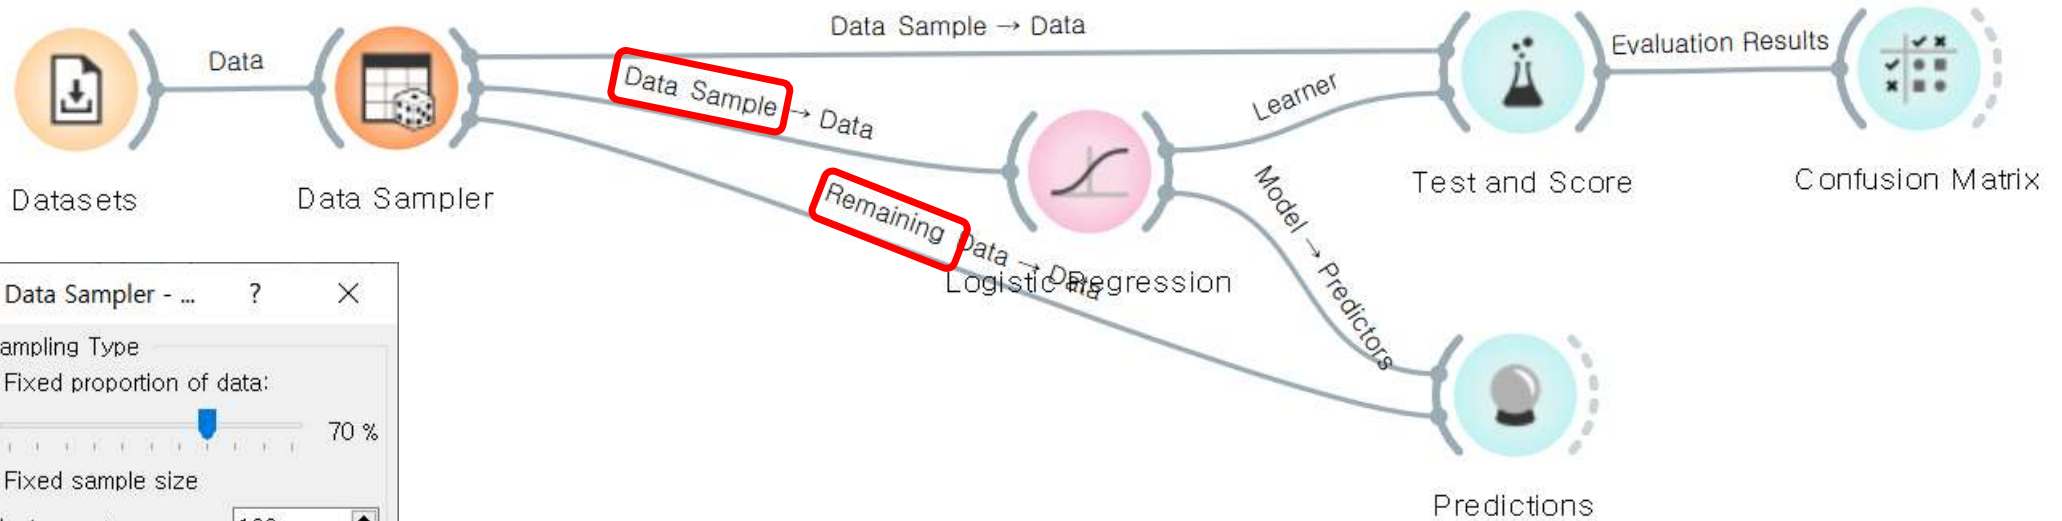 Data Sample → Data
Evaluation Results
Data
Data Sample → Data
Learner
Datasets
Data Sampler
Test and Score
Confusion Matrix
Remaining Data → Data
Model → Predictors
Logistic Regression
Data Sampler - ... ? ×
ampling Type
Fixed proportion of data:
70 %
Fixed sample size
Predictions